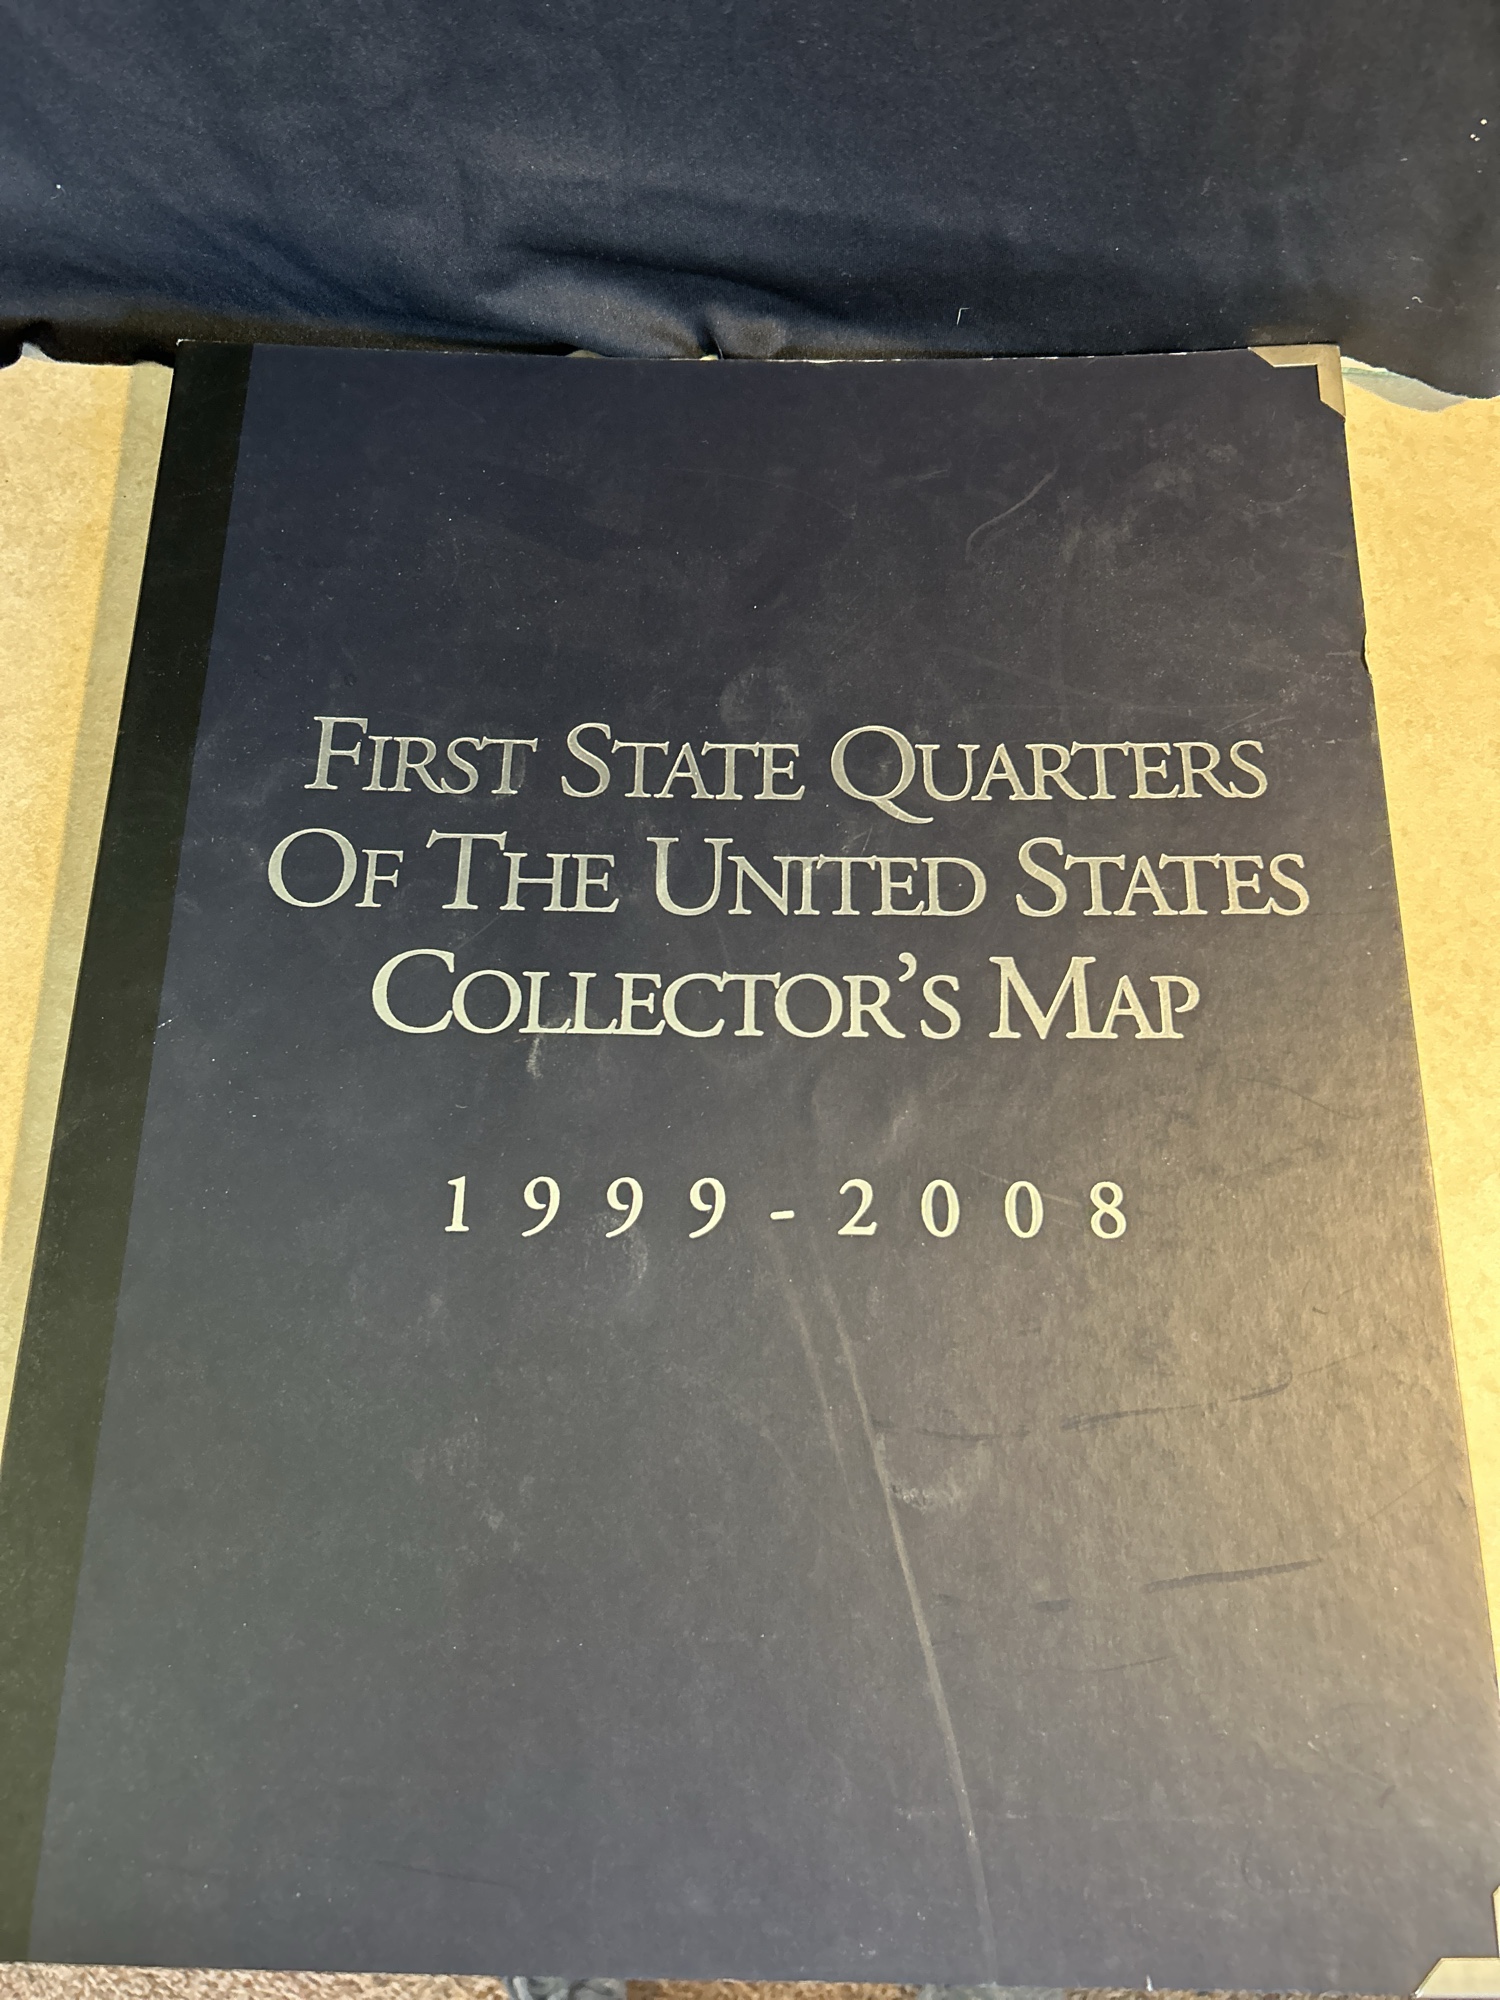 First State Quarters
Of The United States
Collector's Map
1999-2008